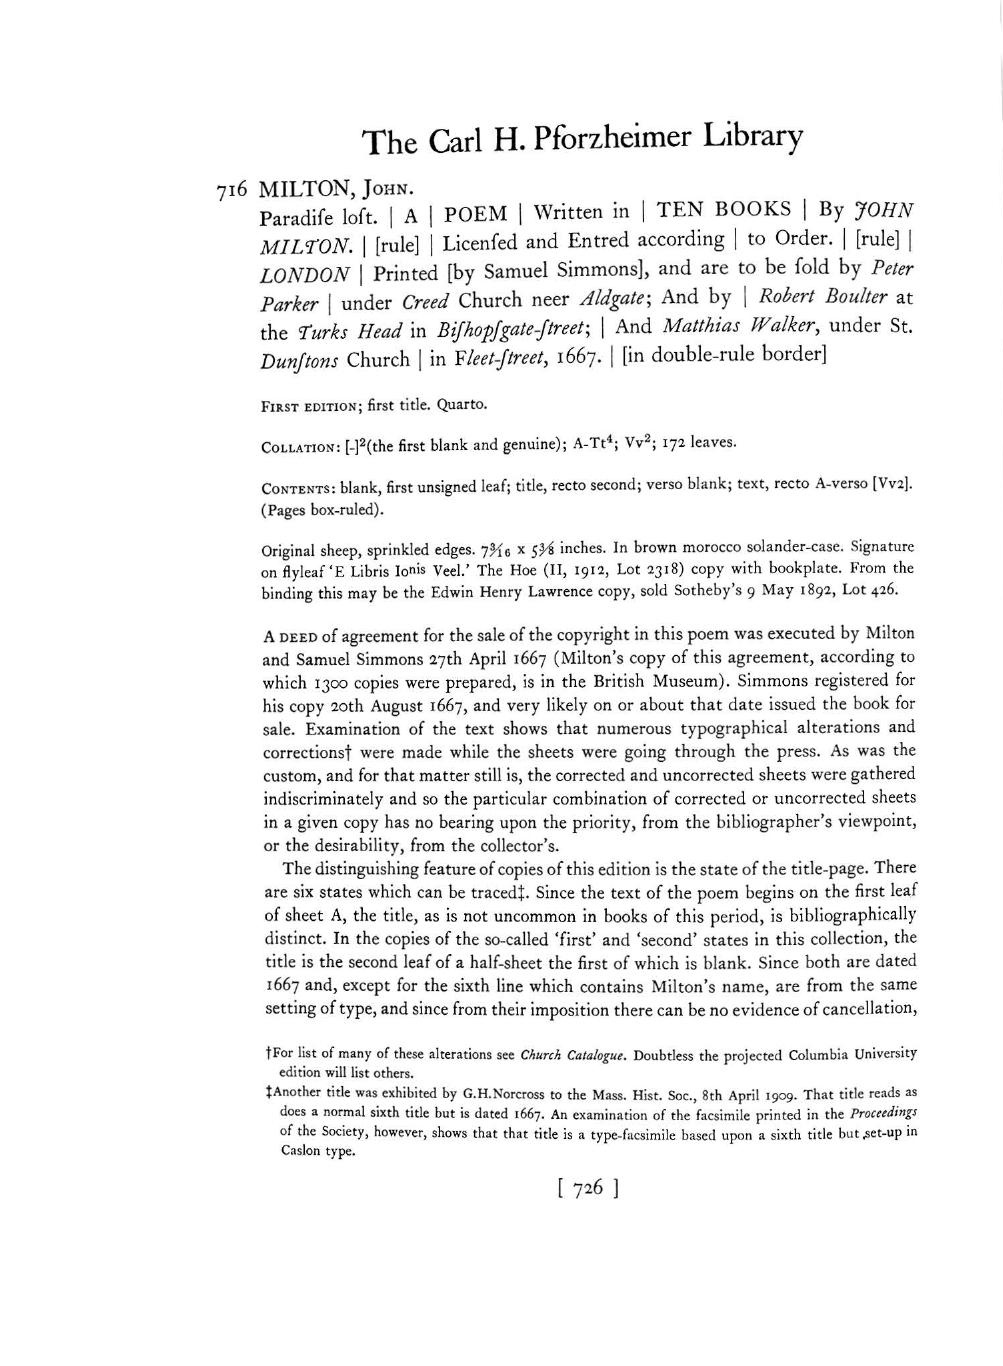 The Carl H. Pforzheimer Library
716 MILTON, JOHN.
Paradiſe loſt. | A | POEM | Written in | TEN BOOKS | By JOHN
MILTON. | [rule] | Licenſed and Entred according | to Order. | [rule] |
LONDON | Printed [by Samuel Simmons], and are to be ſold by Peter
Parker | under Creed Church neer Aldgate; And by | Robert Boulter at
the Turks Head in Biſhopſgate-ſtreet; | And Matthias Walker, under St.
Dunſtons Church | in Fleet-ſtreet, 1667. | [in double-rule border]
FIRST EDITION; first title. Quarto.
COLLATION: [-]²(the first blank and genuine); A-Tt⁴; Vv²; 172 leaves.
CONTENTS: blank, first unsigned leaf; title, recto second; verso blank; text, recto A-verso [Vv2].
(Pages box-ruled).
Original sheep, sprinkled edges. 7 9/16 x 5 3/8 inches. In brown morocco solander-case. Signature
on flyleaf 'E Libris Ionis Veel.' The Hoe (II, 1912, Lot 2318) copy with bookplate. From the
binding this may be the Edwin Henry Lawrence copy, sold Sotheby's 9 May 1892, Lot 426.
A DEED of agreement for the sale of the copyright in this poem was executed by Milton
and Samuel Simmons 27th April 1667 (Milton's copy of this agreement, according to
which 1300 copies were prepared, is in the British Museum). Simmons registered for
his copy 20th August 1667, and very likely on or about that date issued the book for
sale. Examination of the text shows that numerous typographical alterations and
corrections† were made while the sheets were going through the press. As was the
custom, and for that matter still is, the corrected and uncorrected sheets were gathered
indiscriminately and so the particular combination of corrected or uncorrected sheets
in a given copy has no bearing upon the priority, from the bibliographer's viewpoint,
or the desirability, from the collector's.
The distinguishing feature of copies of this edition is the state of the title-page. There
are six states which can be traced‡. Since the text of the poem begins on the first leaf
of sheet A, the title, as is not uncommon in books of this period, is bibliographically
distinct. In the copies of the so-called 'first' and 'second' states in this collection, the
title is the second leaf of a half-sheet the first of which is blank. Since both are dated
1667 and, except for the sixth line which contains Milton's name, are from the same
setting of type, and since from their imposition there can be no evidence of cancellation,
†For list of many of these alterations see Church Catalogue. Doubtless the projected Columbia University
edition will list others.
‡Another title was exhibited by G.H.Norcross to the Mass. Hist. Soc., 8th April 1909. That title reads as
does a normal sixth title but is dated 1667. An examination of the facsimile printed in the Proceedings
of the Society, however, shows that that title is a type-facsimile based upon a sixth title but set-up in
Caslon type.
[ 726 ]